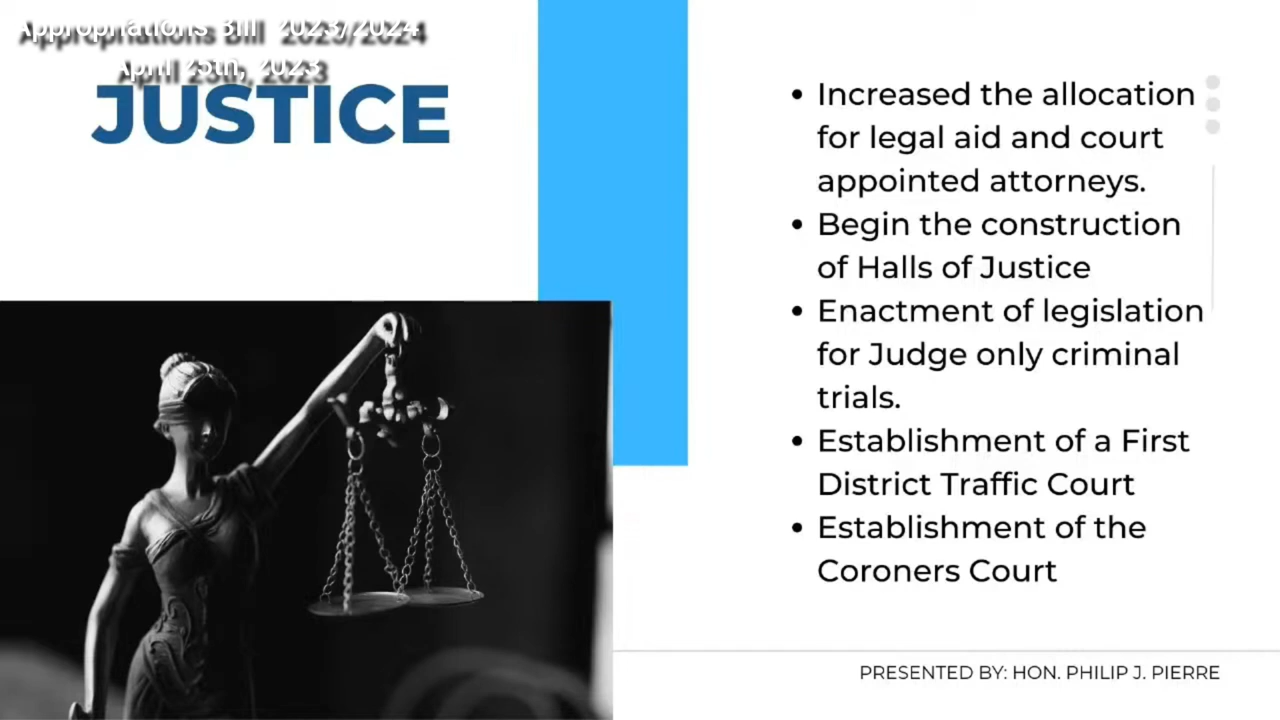 Appropriations Bill 2023/2024
April 25th, 2023
JUSTICE
• Increased the allocation
for legal aid and court
appointed attorneys.
• Begin the construction
of Halls of Justice
• Enactment of legislation
for Judge only criminal
trials.
• Establishment of a First
District Traffic Court
• Establishment of the
Coroners Court
PRESENTED BY: HON. PHILIP J. PIERRE